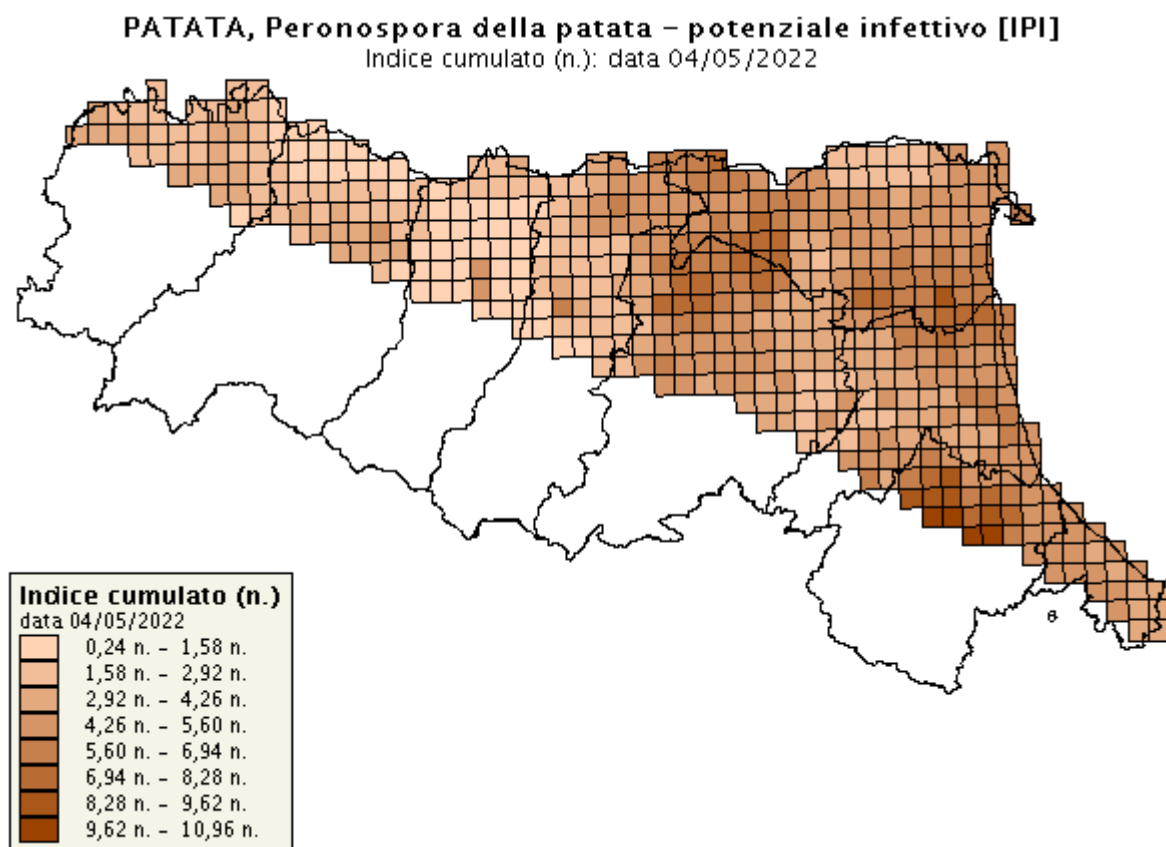 PATATA, Peronospora della patata – potenziale infettivo [IPI]
Indice cumulato (n.): data 04/05/2022
Indice cumulato (n.)
data 04/05/2022
0,24 n. – 1,58 n.
1,58 n. – 2,92 n.
2,92 n. – 4,26 n.
4,26 n. – 5,60 n.
5,60 n. – 6,94 n.
6,94 n. – 8,28 n.
8,28 n. – 9,62 n.
9,62 n. – 10,96 n.